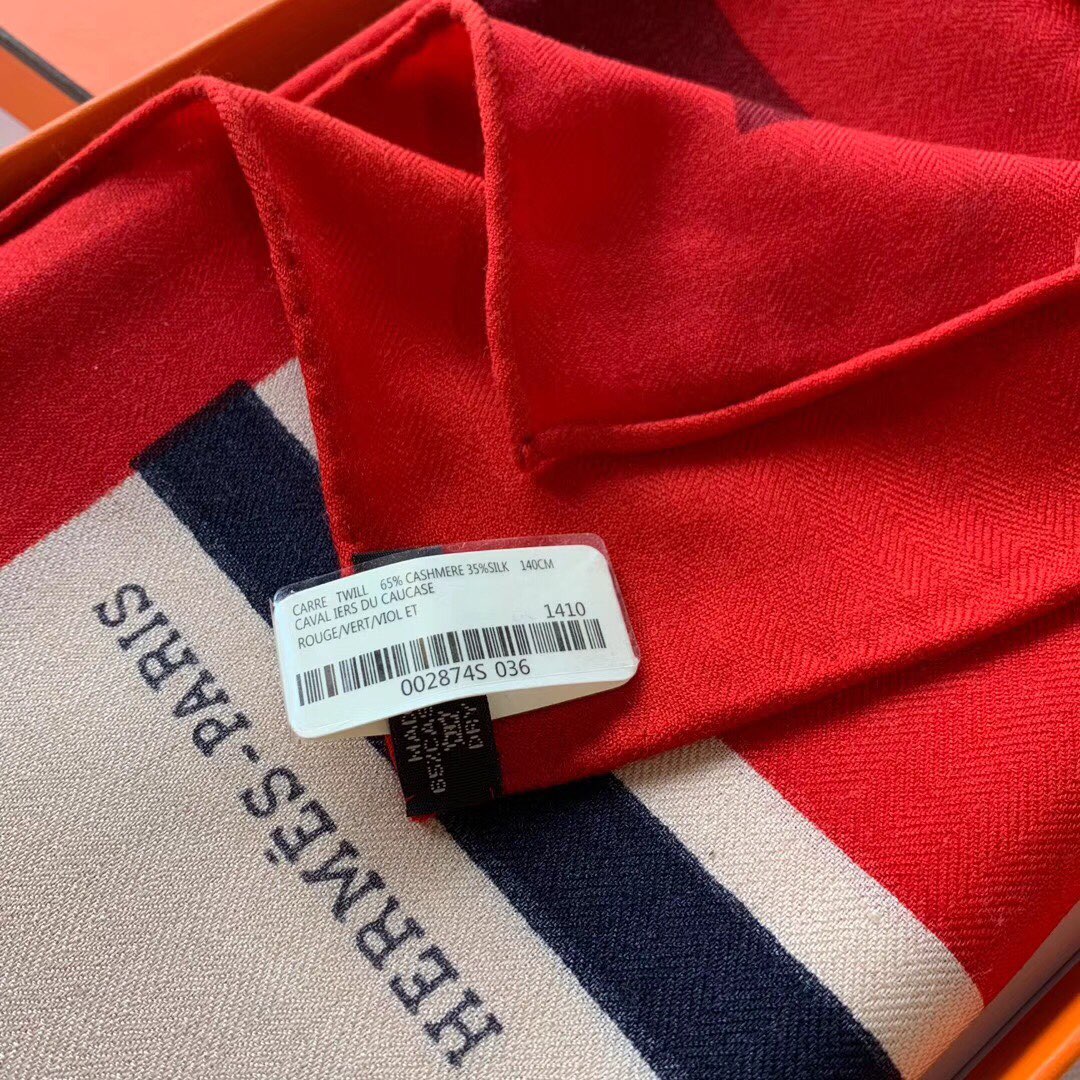 CARRE TWILL 65% CASHMERE 35%SILK 140CM
CAVAL IERS DU CAUCASE
ROUGE/VERT/VIOL ET
1410
002874S 036
HERMÈS-PARIS